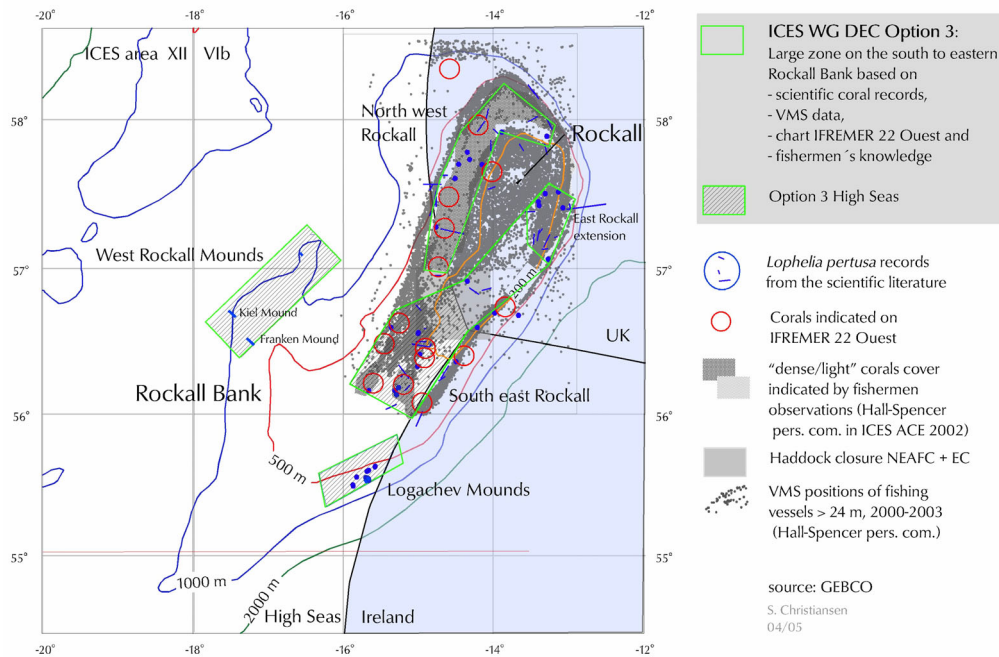 -20°
-18°
-16°
-14°
-12°
ICES area XII VIb
North west
Rockall
58°
58°
Rockall
West Rockall Mounds
East Rockall
extension
57°
57°
200 m
Kiel Mound
Franken Mound
UK
Rockall Bank
South east Rockall
56°
56°
500 m
Logachev Mounds
55°
55°
1000 m
2000 m
High Seas
Ireland
-20°
-18°
-16°
-14°
-12°
ICES WG DEC Option 3:
Large zone on the south to eastern
Rockall Bank based on
- scientific coral records,
- VMS data,
- chart IFREMER 22 Ouest and
- fishermen´s knowledge
Option 3 High Seas
Lophelia pertusa records
from the scientific literature
Corals indicated on
IFREMER 22 Ouest
“dense/light” corals cover
indicated by fishermen
observations (Hall-Spencer
pers. com. in ICES ACE 2002)
Haddock closure NEAFC + EC
VMS positions of fishing
vessels > 24 m, 2000-2003
(Hall-Spencer pers. com.)
source: GEBCO
S. Christiansen
04/05